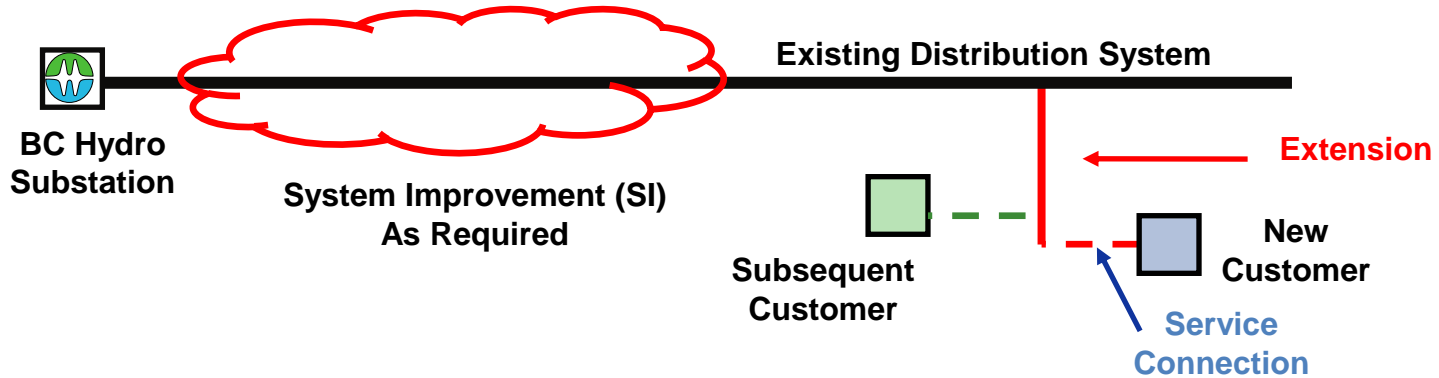 Existing Distribution System
BC Hydro
Substation
System Improvement (SI)
As Required
Extension
Subsequent
Customer
New
Customer
Service
Connection